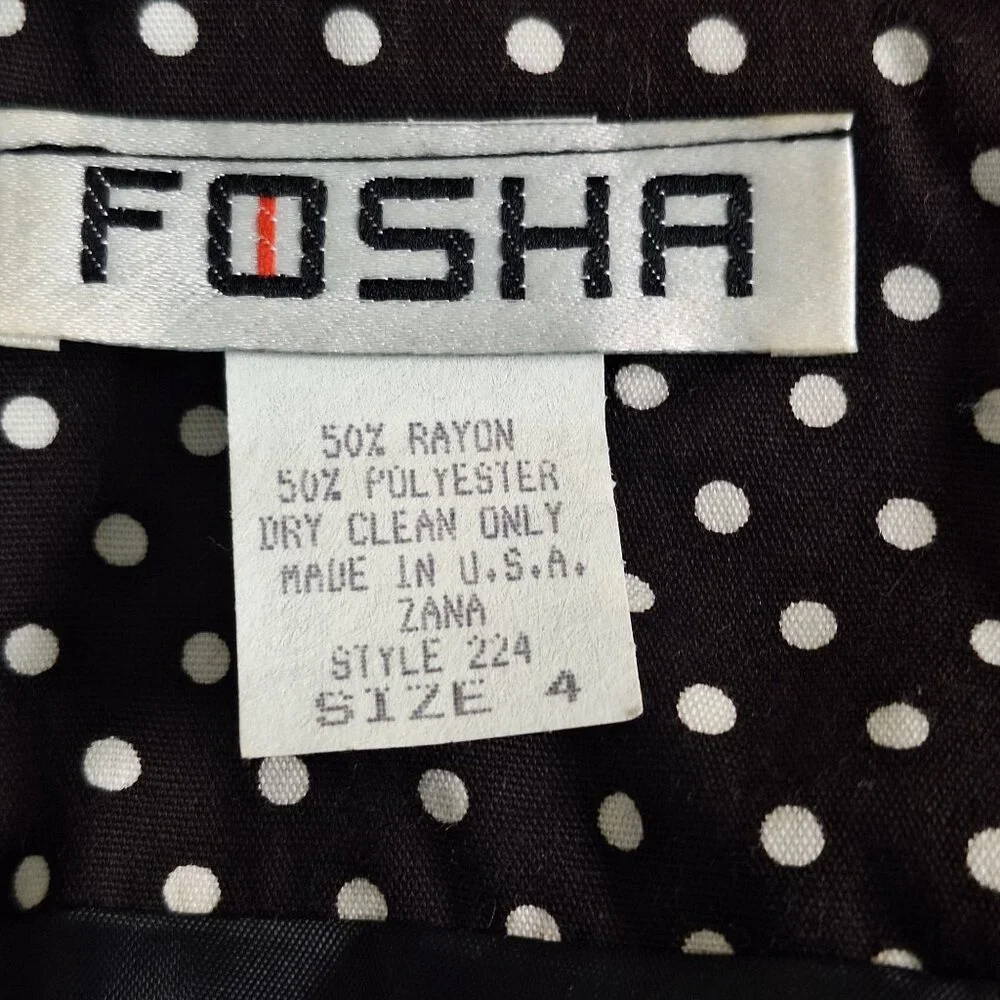 FOSHA
50% RAYON
50% POLYESTER
DRY CLEAN ONLY
MADE IN U.S.A.
ZANA
STYLE 224
SIZE 4